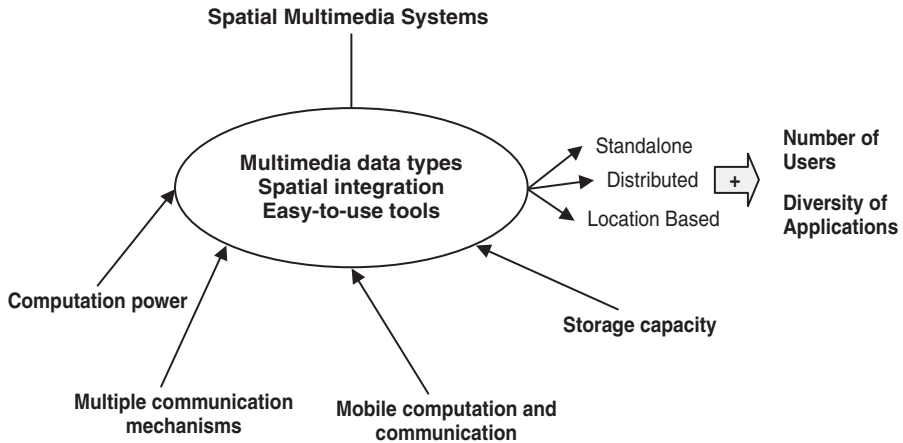 Spatial Multimedia Systems
Multimedia data types
Spatial integration
Easy-to-use tools
Standalone
Distributed
Location Based
+
Number of
Users
Diversity of
Applications
Computation power
Storage capacity
Multiple communication
mechanisms
Mobile computation and
communication